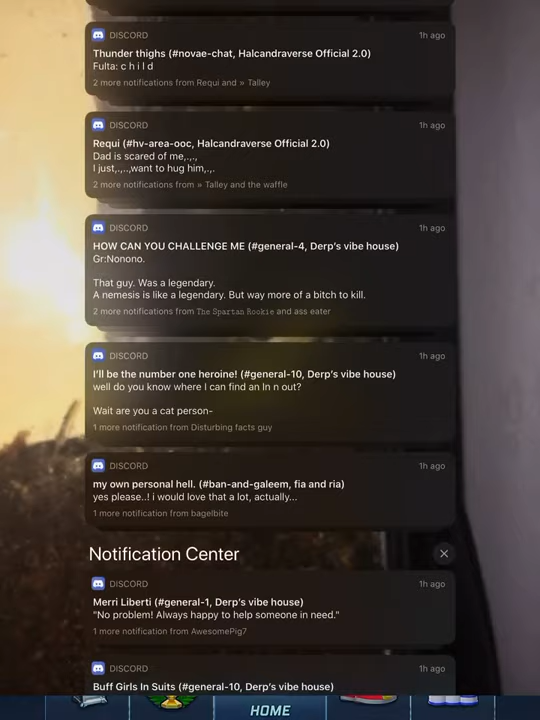 DISCORD
1h ago
Thunder thighs (#novae-chat, Halcandraverse Official 2.0)
Fulta: c h i l d
2 more notifications from Requi and » Talley
DISCORD
1h ago
Requi (#hv-area-ooc, Halcandraverse Official 2.0)
Dad is scared of me,.,.,
I just,.,..,want to hug him,.,.
2 more notifications from » Talley and the waffle
DISCORD
1h ago
HOW CAN YOU CHALLENGE ME (#general-4, Derp's vibe house)
Gr:Nonono.
That guy. Was a legendary.
A nemesis is like a legendary. But way more of a bitch to kill.
2 more notifications from The Spartan Bookie and ass eater
DISCORD
1h ago
I'll be the number one heroine! (#general-10, Derp's vibe house)
well do you know where I can find an In n out?
Wait are you a cat person-
1 more notification from Disturbing facts guy
DISCORD
1h ago
my own personal hell. (#ban-and-galeem, fia and ria)
yes please..! i would love that a lot, actually...
1 more notification from bagelbite
Notification Center
DISCORD
1h ago
Merri Liberti (#general-1, Derp's vibe house)
"No problem! Always happy to help someone in need."
1 more notification from AwesomePig?
DISCORD
1h ago
Buff Girls In Suits (#general-10, Derp's vibe house)
HOME